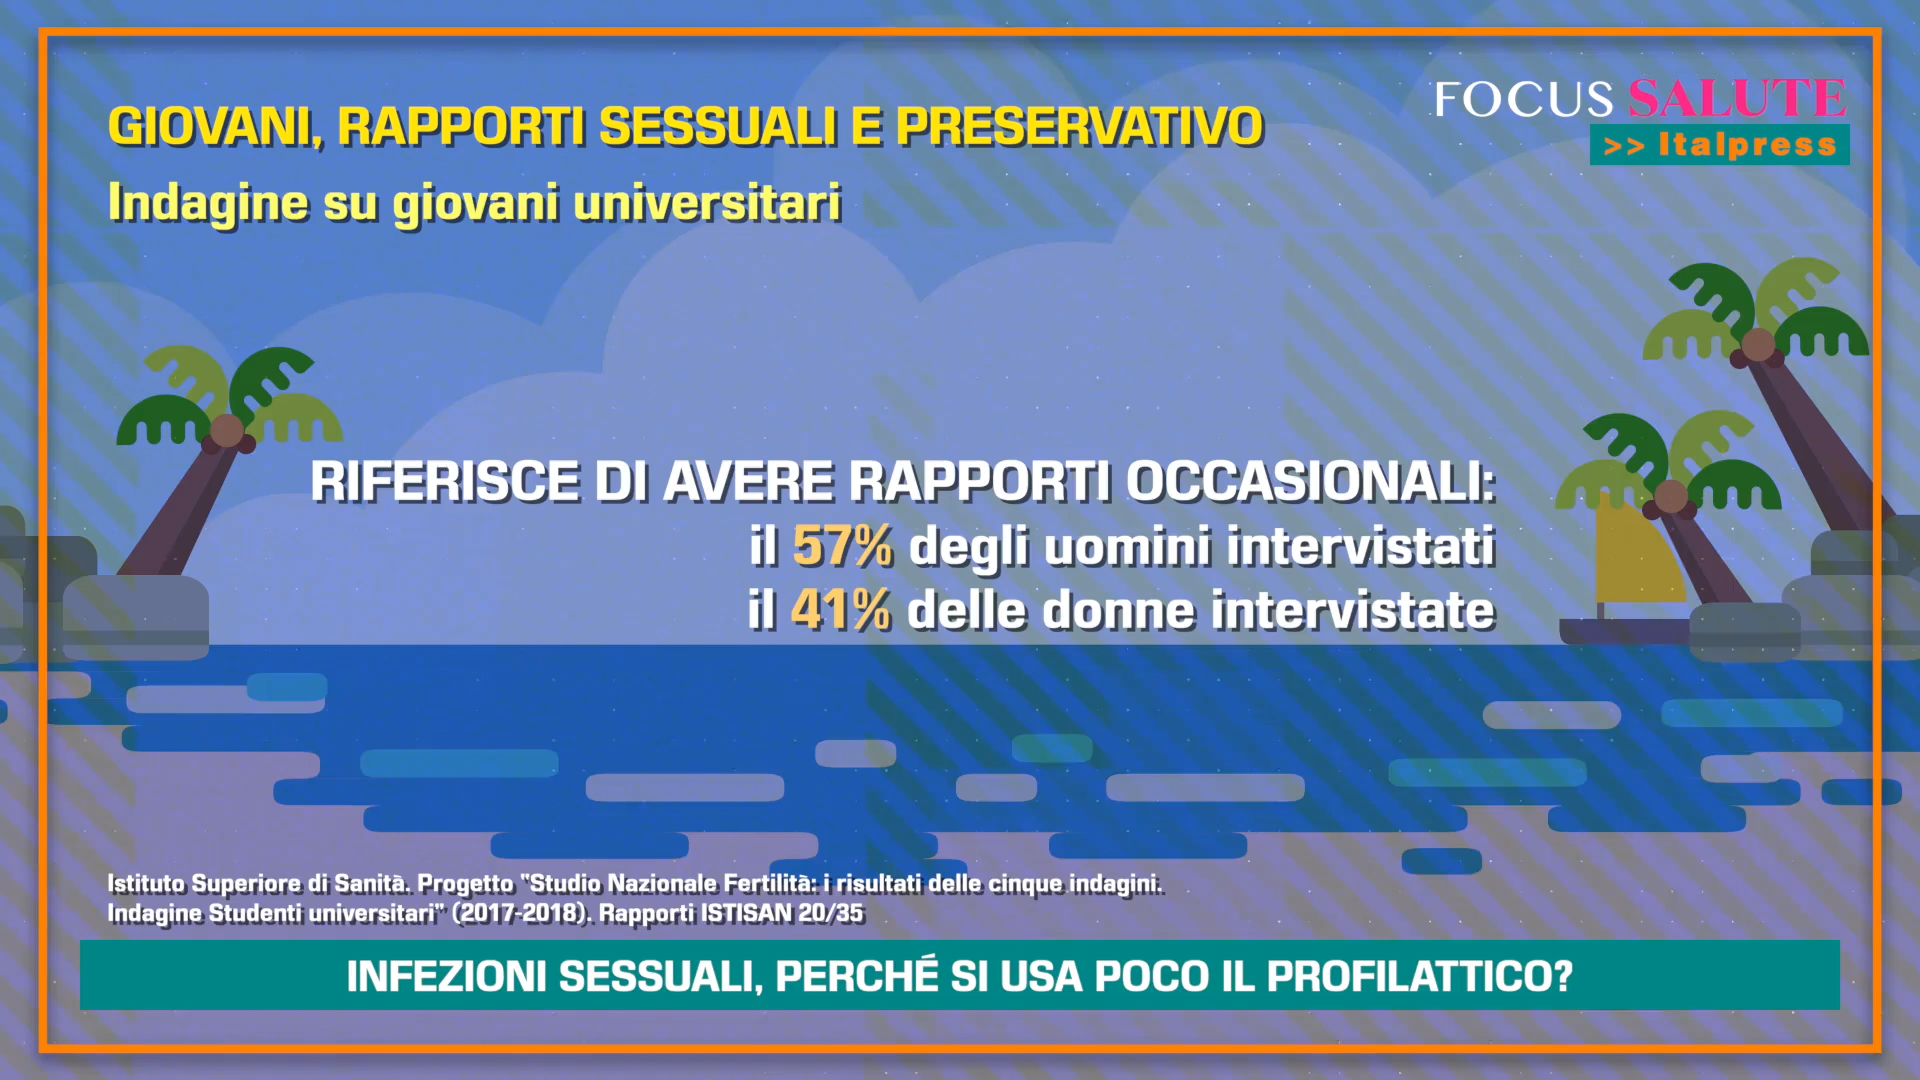 FOCUS SALUTE
>> Italpress
GIOVANI, RAPPORTI SESSUALI E PRESERVATIVO
Indagine su giovani universitari
RIFERISCE DI AVERE RAPPORTI OCCASIONALI:
il 57% degli uomini intervistati
il 41% delle donne intervistate
Istituto Superiore di Sanità. Progetto "Studio Nazionale Fertilità: i risultati delle cinque indagini.
Indagine Studenti universitari" (2017-2018). Rapporti ISTISAN 20/35
INFEZIONI SESSUALI, PERCHÉ SI USA POCO IL PROFILATTICO?